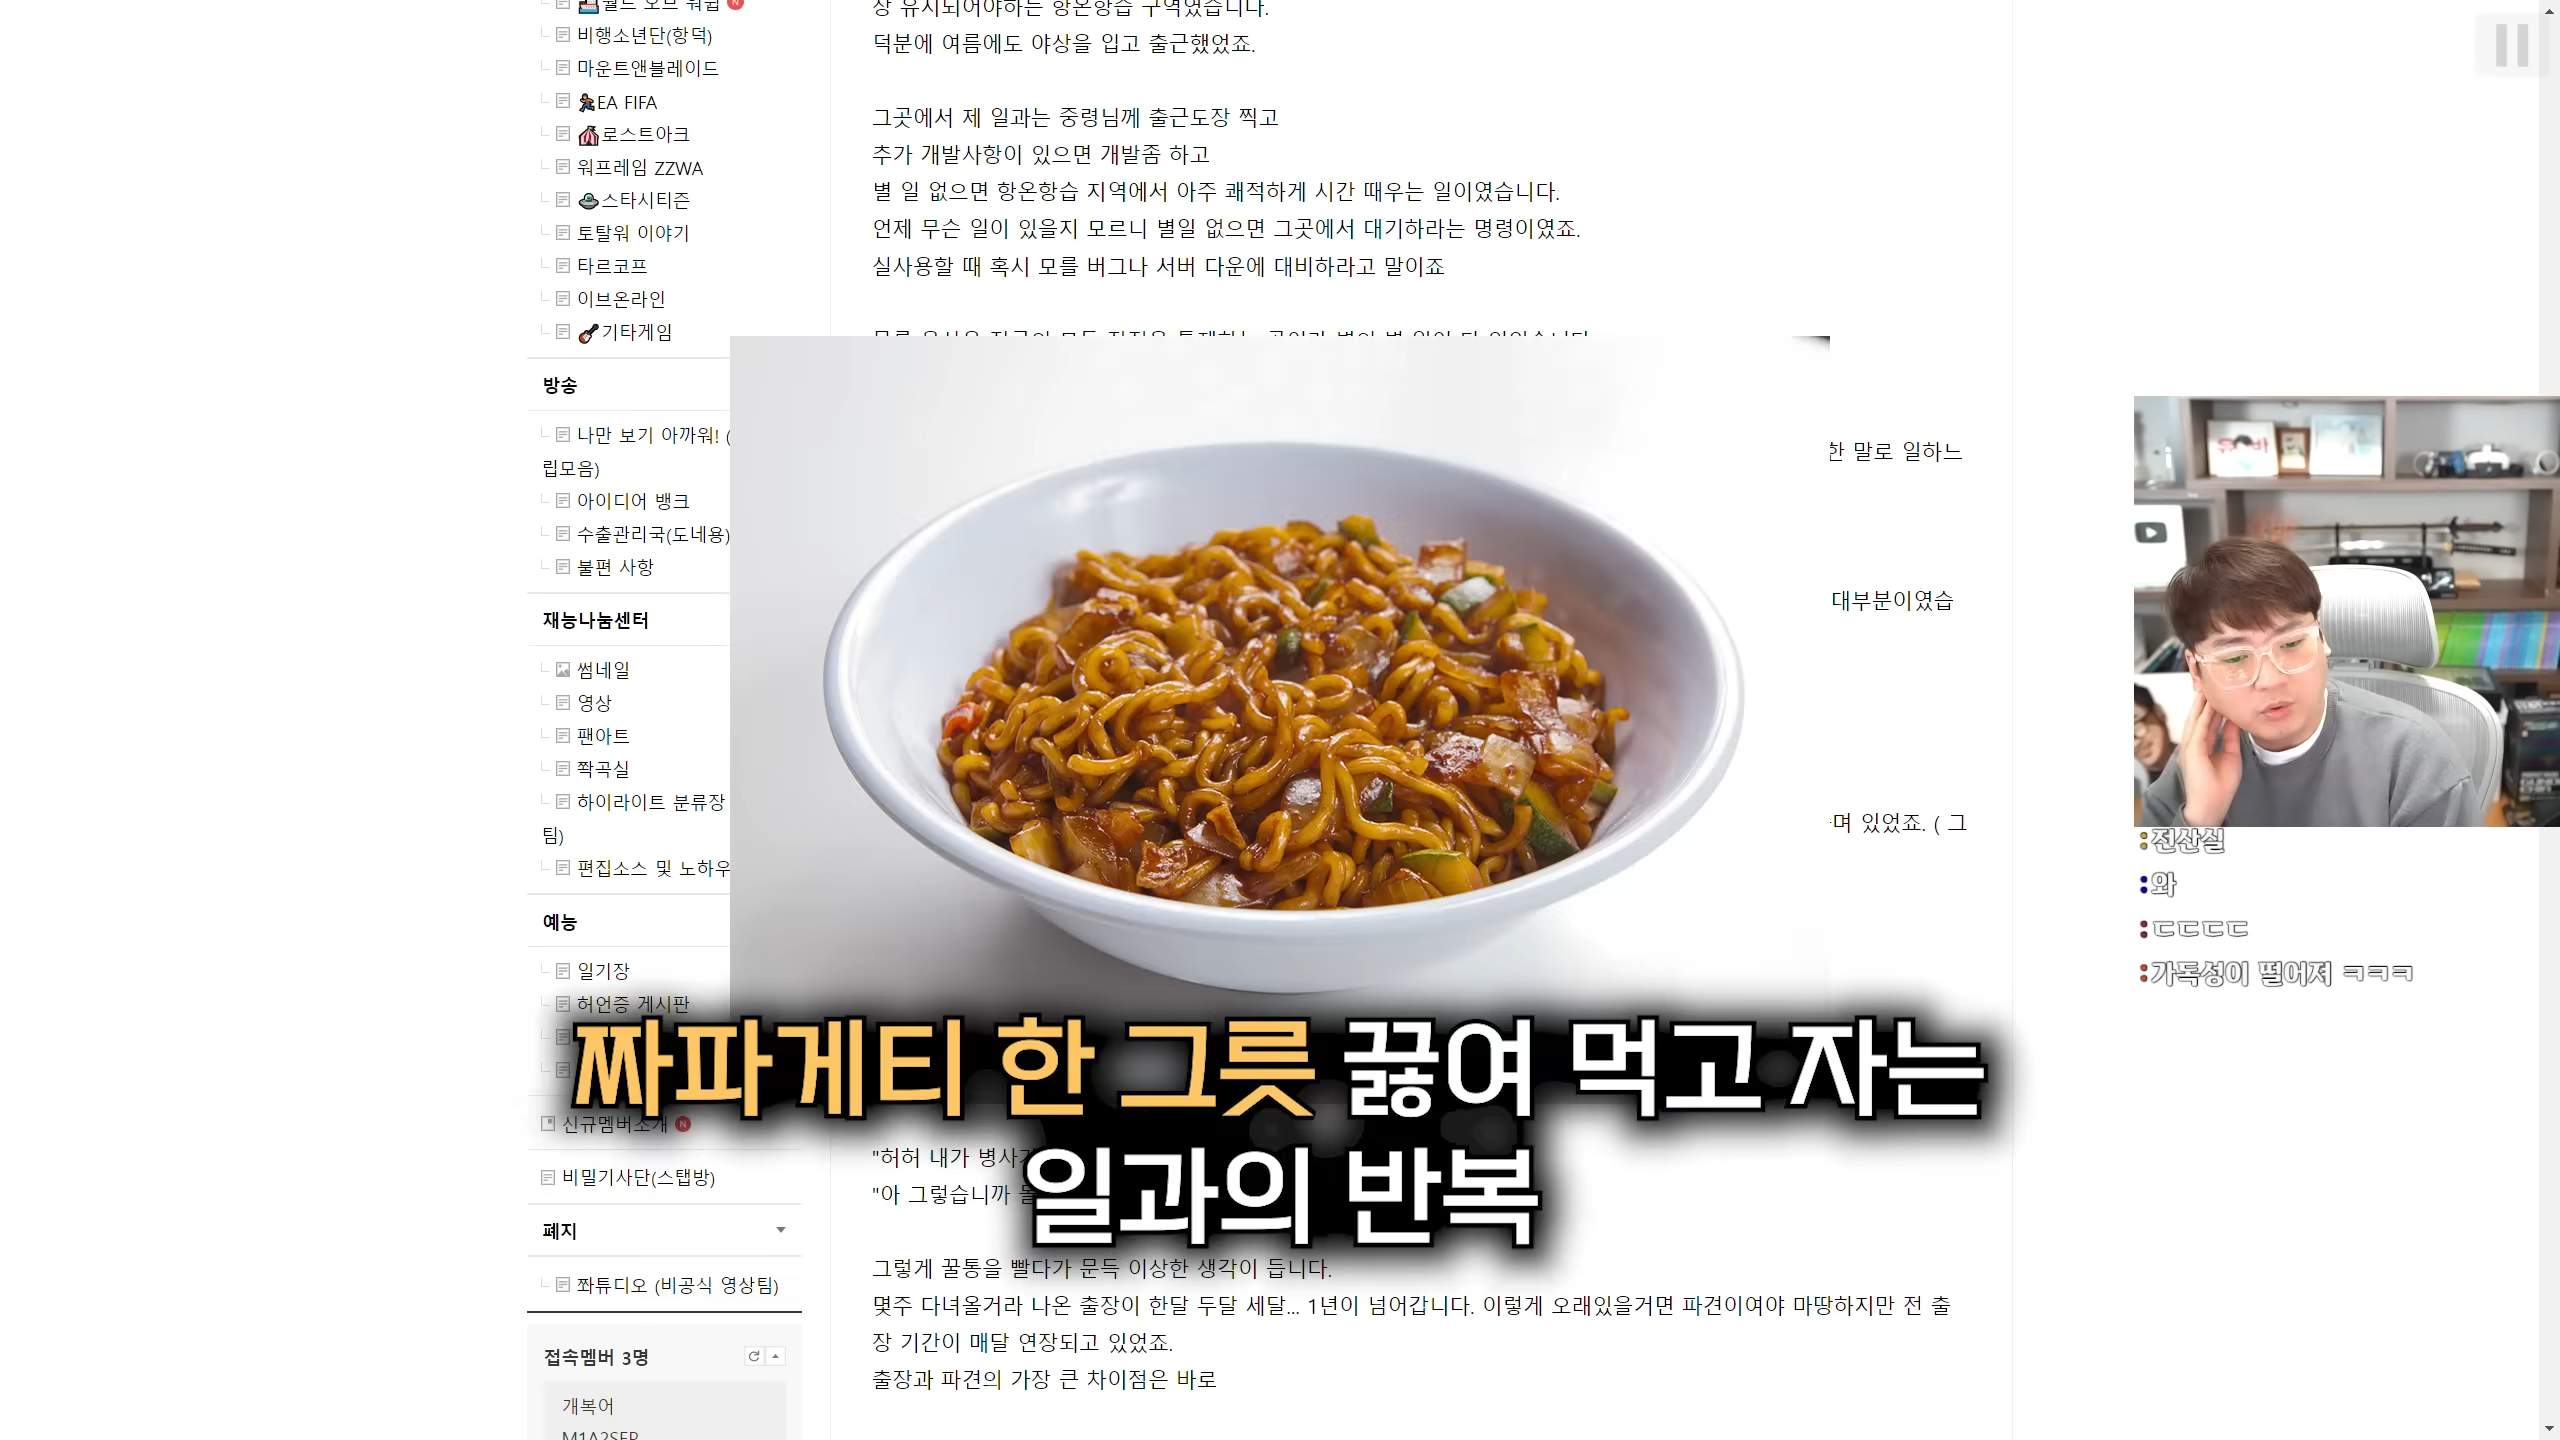 월드 오브 워쉽 N
비행소년단(항덕)
마운트앤블레이드
EA FIFA
로스트아크
워프레임 ZZWA
스타시티즌
토탈워 이야기
타르코프
이브온라인
기타게임
방송
나만 보기 아까워! (
립모음)
아이디어 뱅크
수출관리국(도네용)
불편 사항
재능나눔센터
썸네일
영상
팬아트
쫙곡실
하이라이트 분류장
팀)
편집소스 및 노하우
예능
일기장
허언증 게시판
신규멤버소개 N
비밀기사단(스탭방)
폐지
쫘튜디오 (비공식 영상팀)
접속멤버 3명
개복어
M1A2SEP
장 유지되어야하는 항온항습 구역였습니다.
덕분에 여름에도 야상을 입고 출근했었죠.
그곳에서 제 일과는 중령님께 출근도장 찍고
추가 개발사항이 있으면 개발좀 하고
별 일 없으면 항온항습 지역에서 아주 쾌적하게 시간 때우는 일이였습니다.
언제 무슨 일이 있을지 모르니 별일 없으면 그곳에서 대기하라는 명령이였죠.
실사용할 때 혹시 모를 버그나 서버 다운에 대비하라고 말이죠
한 말로 일하느
대부분이였습
며 있었죠. ( 그
짜파게티 한 그릇 끓여 먹고 자는
일과의 반복
"허허 내가 병사
"아 그렇습니까
그렇게 꿀통을 빨다가 문득 이상한 생각이 듭니다.
몇주 다녀올거라 나온 출장이 한달 두달 세달... 1년이 넘어갑니다. 이렇게 오래있을거면 파견이여야 마땅하지만 전 출
장 기간이 매달 연장되고 있었죠.
출장과 파견의 가장 큰 차이점은 바로
:전산실
:와
:ㄷㄷㄷㄷ
:가독성이 떨어져 ㅋㅋㅋ